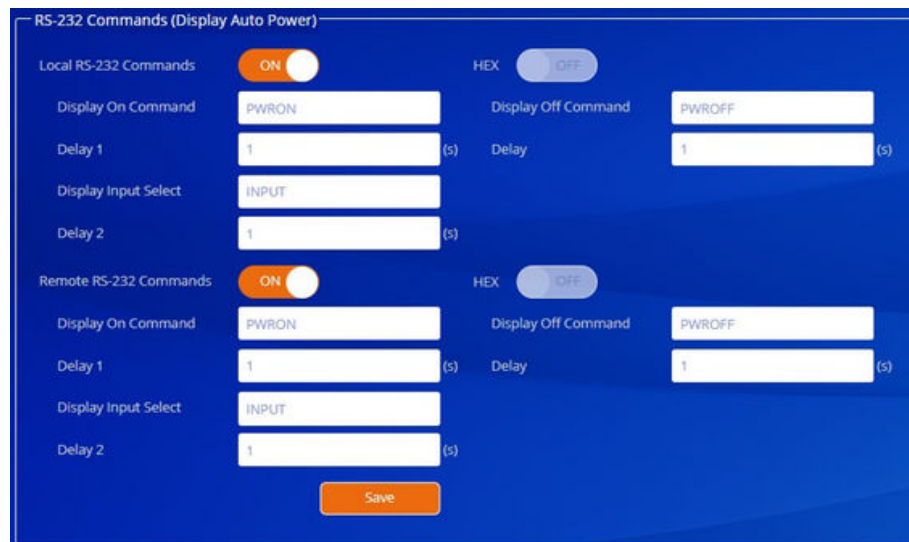 RS-232 Commands (Display Auto Power)
Local RS-232 Commands ON HEX OFF
Display On Command PWRON Display Off Command PWROFF
Delay 1 1 (s) Delay 1 (s)
Display Input Select INPUT
Delay 2 1 (s)
Remote RS-232 Commands ON HEX OFF
Display On Command PWRON Display Off Command PWROFF
Delay 1 1 (s) Delay 1 (s)
Display Input Select INPUT
Delay 2 1 (s)
Save